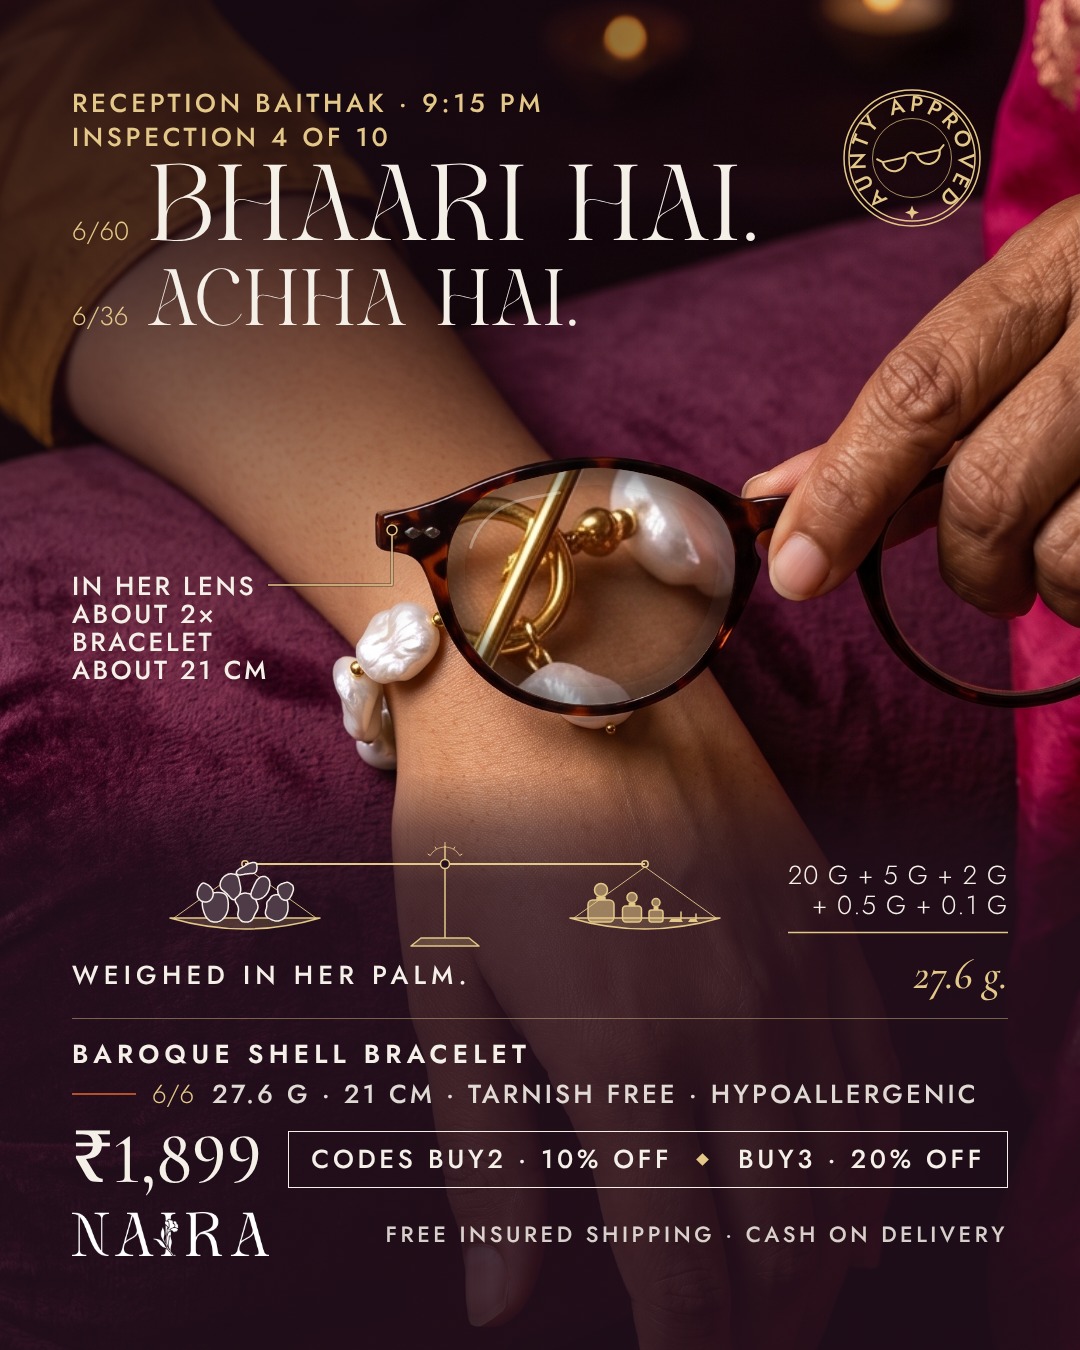 RECEPTION BAITHAK · 9:15 PM
INSPECTION 4 OF 10
AUNTY APPROVED
6/60 BHAARI HAI.
6/36 ACHHA HAI.
IN HER LENS
ABOUT 2×
BRACELET
ABOUT 21 CM
20 G + 5 G + 2 G
+ 0.5 G + 0.1 G
WEIGHED IN HER PALM.
27.6 g.
BAROQUE SHELL BRACELET
6/6 27.6 G · 21 CM · TARNISH FREE · HYPOALLERGENIC
₹1,899
CODES BUY2 · 10% OFF ◆ BUY3 · 20% OFF
NAIRA
FREE INSURED SHIPPING · CASH ON DELIVERY